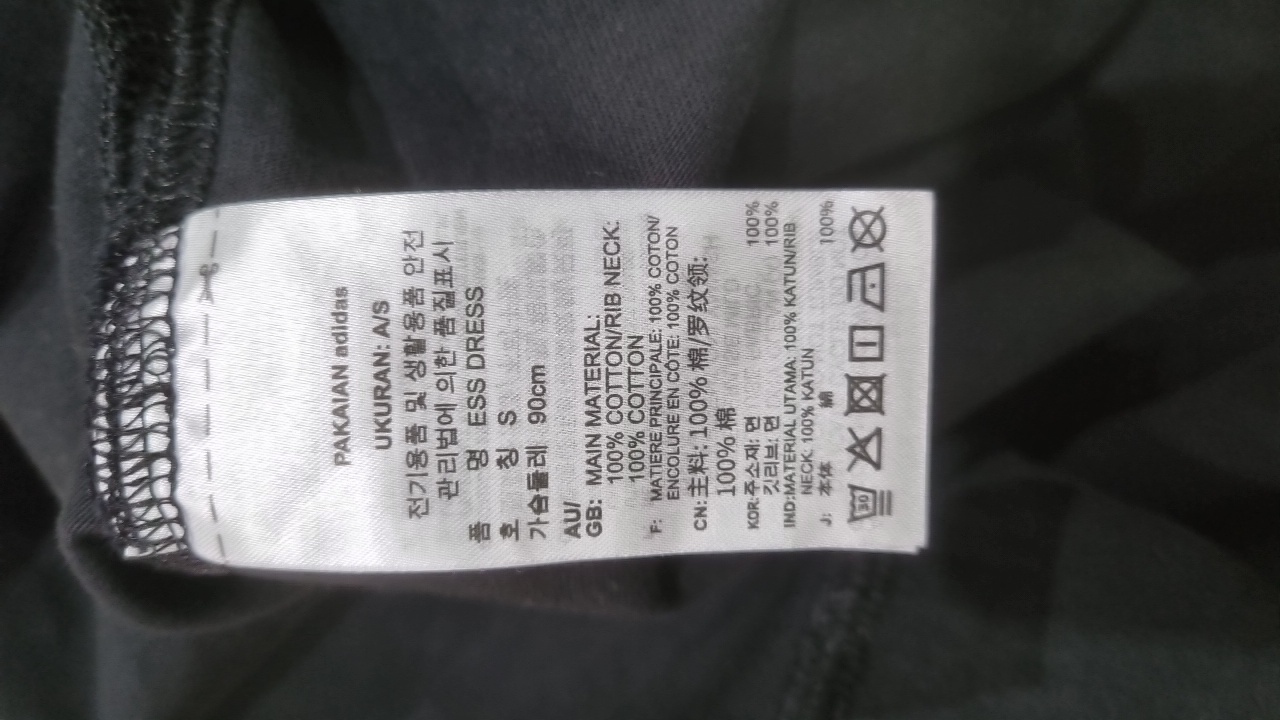 PAKAIAN adidas
UKURAN: A/S
전기용품 및 생활용품 안전
관리법에 의한 품질표시
품 명 ESS DRESS
호 칭 S
가슴둘레 90cm
AU/
GB: MAIN MATERIAL:
100% COTTON/RIB NECK:
100% COTTON
F: MATIERE PRINCIPALE: 100% COTON/
ENCOLURE EN CÔTE: 100% COTON
CN: 主料: 100% 棉/罗纹领:
100% 棉
KOR: 주소재: 면 100%
깃리브: 면 100%
IND:MATERIAL UTAMA: 100% KATUN/RIB
NECK: 100% KATUN
J: 本体 綿 100%
30